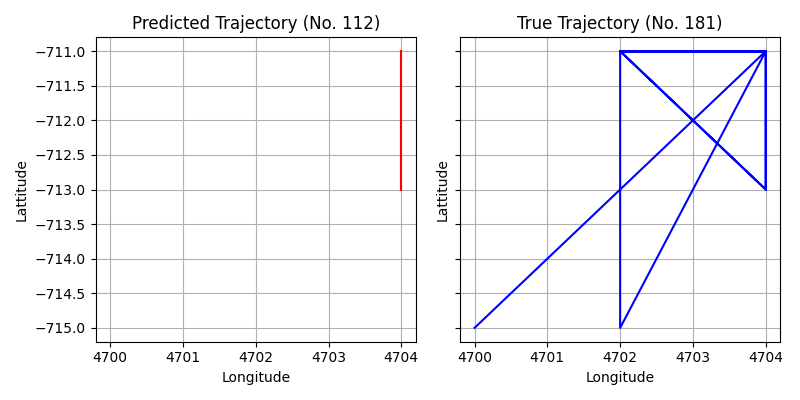 Predicted Trajectory (No. 112)
True Trajectory (No. 181)
−711.0
−711.5
−712.0
−712.5
−713.0
−713.5
−714.0
−714.5
−715.0
Lattitude
Lattitude
4700 4701 4702 4703 4704
4700 4701 4702 4703 4704
Longitude
Longitude